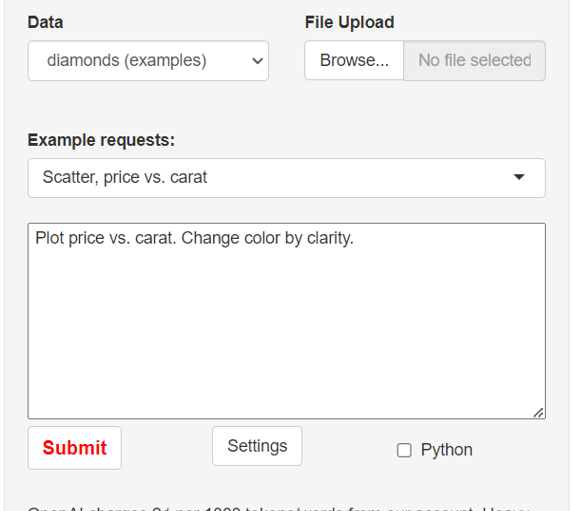 Data
File Upload
diamonds (examples)
Browse...
No file selected
Example requests:
Scatter, price vs. carat
Plot price vs. carat. Change color by clarity.
Submit
Settings
Python